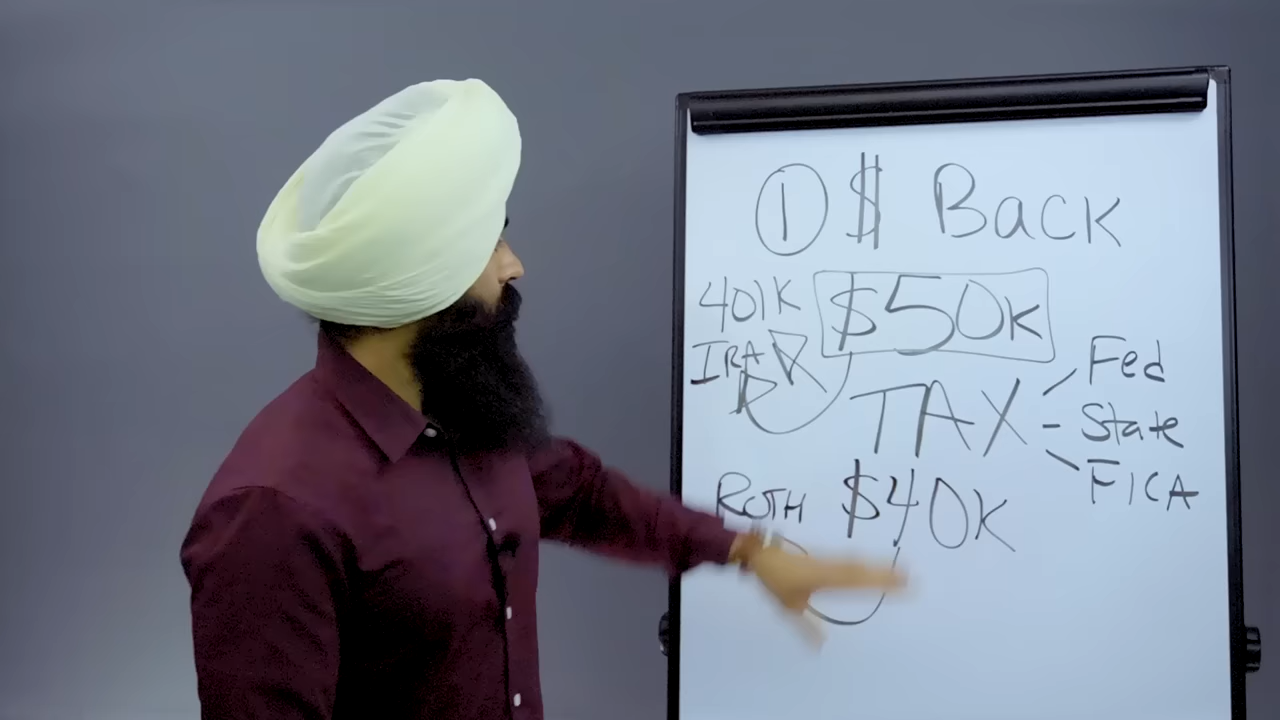 1 $ Back
401K $50K
IRA
TAX
Fed
State
FICA
ROTH $40K